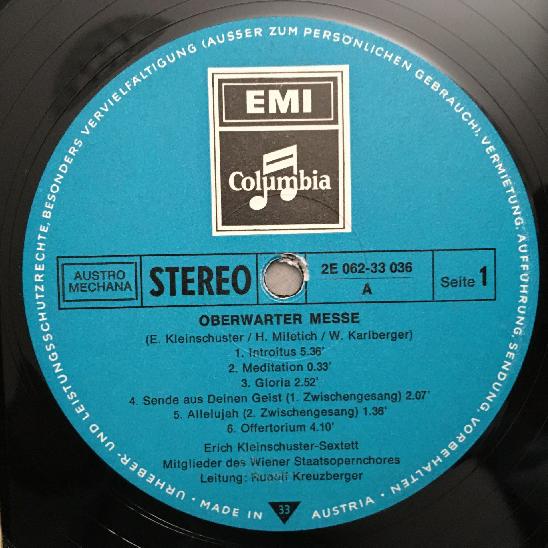 URHEBER- UND LEISTUNGSSCHUTZRECHTE, BESONDERS VERVIELFÄLTIGUNG (AUSSER ZUM PERSÖNLICHEN GEBRAUCH), VERMIETUNG, AUFFÜHRUNG, SENDUNG, VORBEHALTEN
EMI
Columbia
AUSTRO
MECHANA
STEREO
2E 062-33 036
A
Seite 1
OBERWARTER MESSE
(E. Kleinschuster / H. Miletich / W. Karlberger)
1. Introitus 5.36'
2. Meditation 0.33'
3. Gloria 2.52'
4. Sende aus Deinen Geist (1. Zwischengesang) 2.07'
5. Allelujah (2. Zwischengesang) 1.36'
6. Offertorium 4.10'
Erich Kleinschuster-Sextett
Mitglieder des Wiener Staatsopernchores
Leitung: Rudolf Kreuzberger
• MADE IN 33 AUSTRIA •